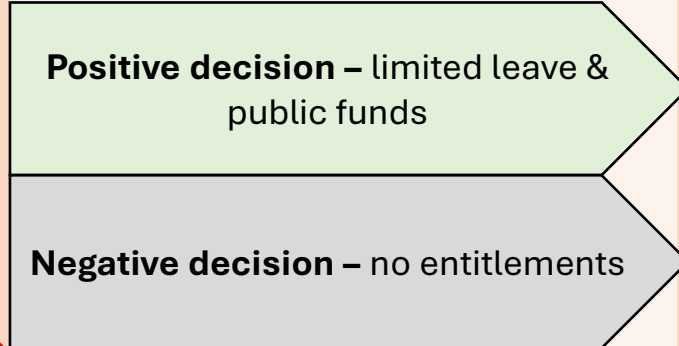 Positive decision – limited leave &
public funds
Negative decision – no entitlements